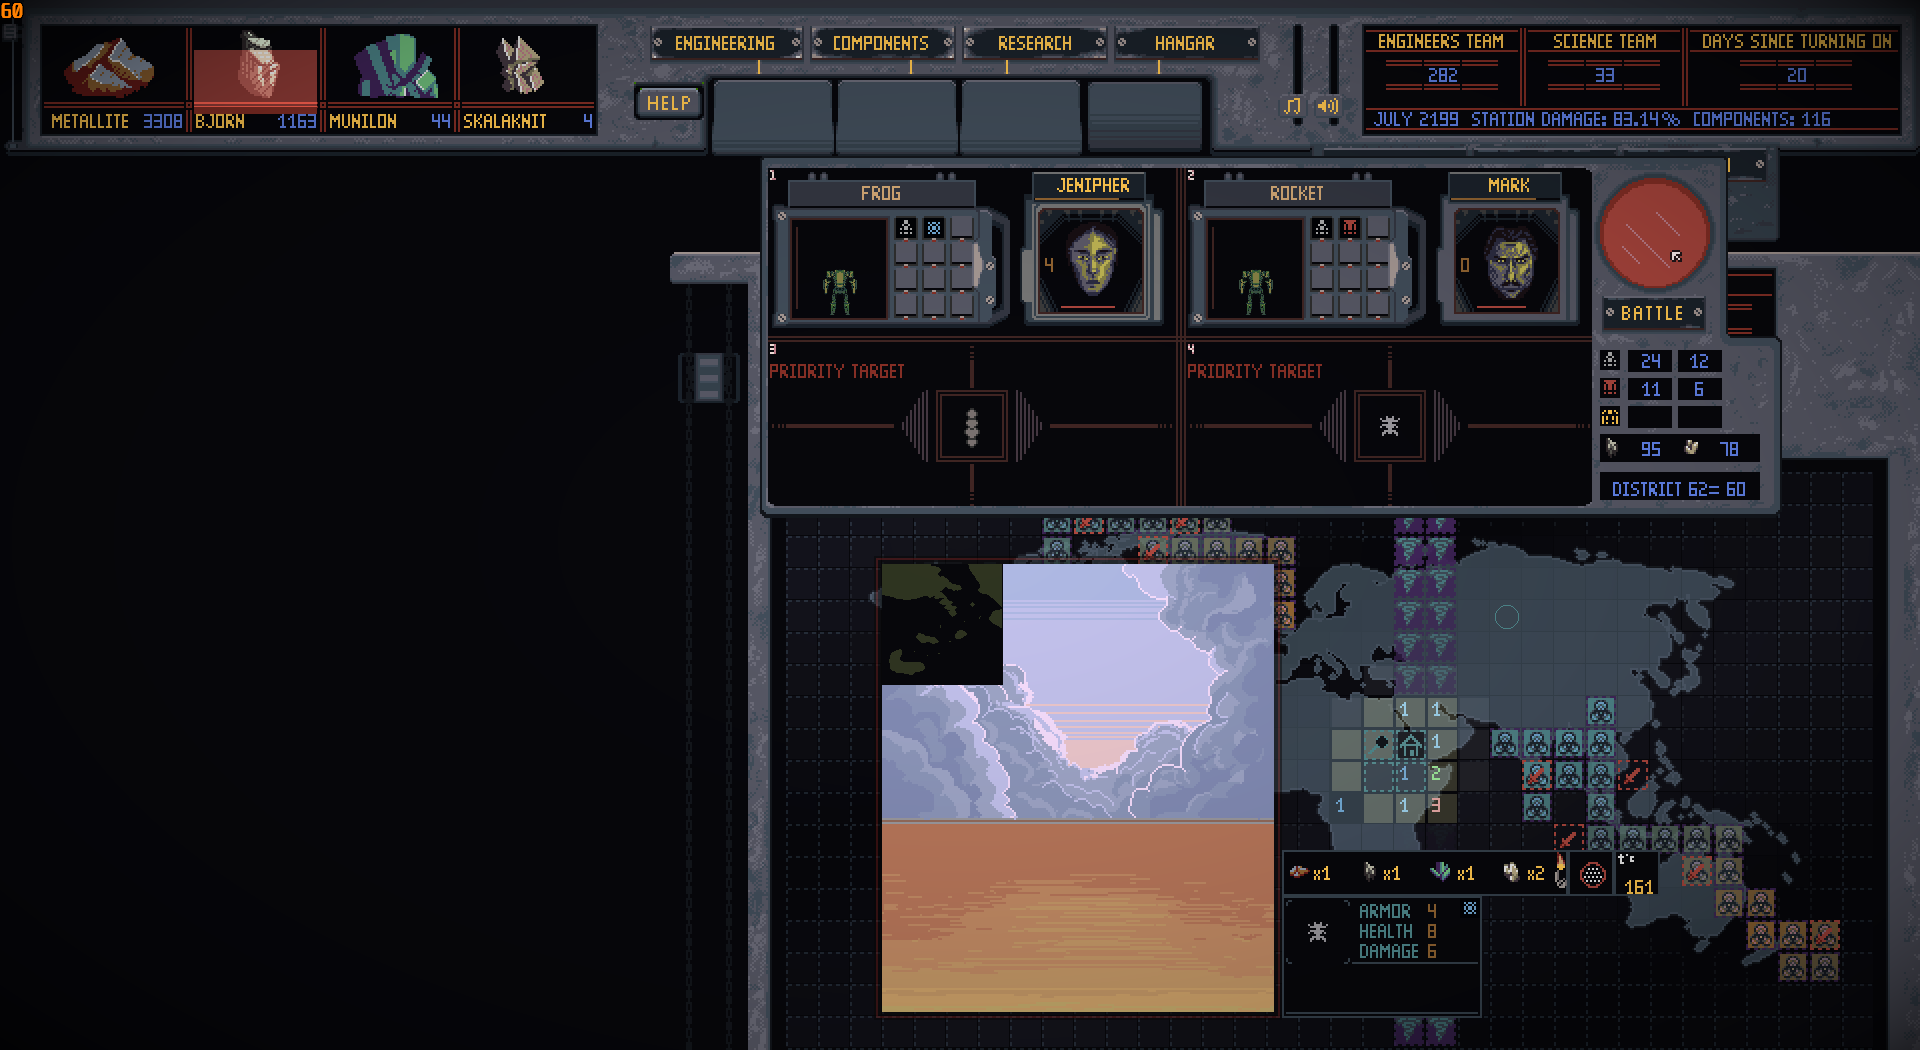 60
ENGINEERING COMPONENTS RESEARCH HANGAR
HELP
METALLITE 3308 BJORN 1163 MUNILON 44 SKALAKNIT 4
ENGINEERS TEAM SCIENCE TEAM DAYS SINCE TURNING ON
282 33 20
JULY 2199 STATION DAMAGE: 83.14% COMPONENTS: 116
1 FROG JENIPHER
4
2 ROCKET MARK
0
BATTLE
3
PRIORITY TARGET
4
PRIORITY TARGET
24 12
11 6
95 78
DISTRICT 62= 60
1 1
1
1 2
1 1 3
x1 x1 x1 x2 t°c
161
ARMOR 4
HEALTH 8
DAMAGE 6